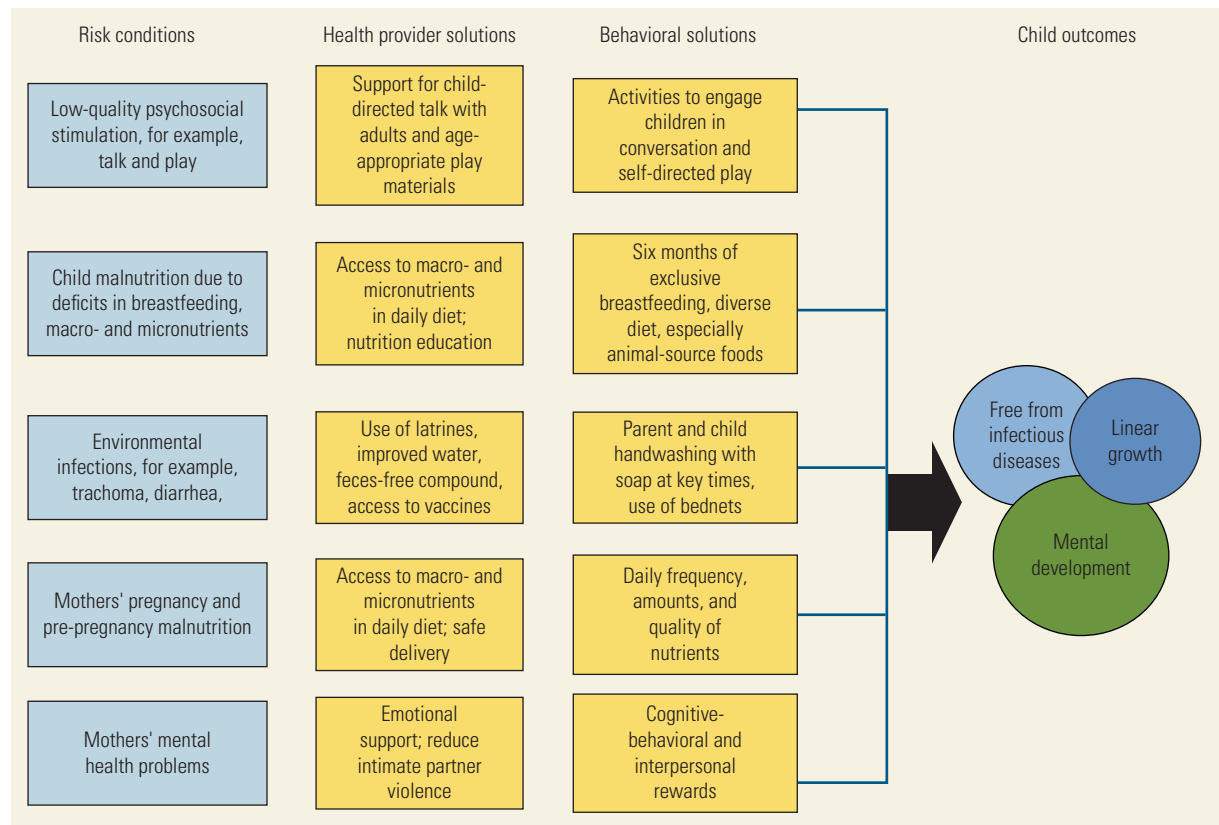 Risk conditions
Health provider solutions
Behavioral solutions
Child outcomes
Low-quality psychosocial
stimulation, for example,
talk and play
Support for child-
directed talk with
adults and age-
appropriate play
materials
Activities to engage
children in
conversation and
self-directed play
Child malnutrition due to
deficits in breastfeeding,
macro- and micronutrients
Access to macro- and
micronutrients
in daily diet;
nutrition education
Six months of
exclusive
breastfeeding, diverse
diet, especially
animal-source foods
Environmental
infections, for example,
trachoma, diarrhea,
Use of latrines,
improved water,
feces-free compound,
access to vaccines
Parent and child
handwashing with
soap at key times,
use of bednets
Mothers' pregnancy and
pre-pregnancy malnutrition
Access to macro- and
micronutrients
in daily diet; safe
delivery
Daily frequency,
amounts, and
quality of
nutrients
Mothers' mental
health problems
Emotional
support; reduce
intimate partner
violence
Cognitive-
behavioral and
interpersonal
rewards
Free from
infectious
diseases
Linear
growth
Mental
development